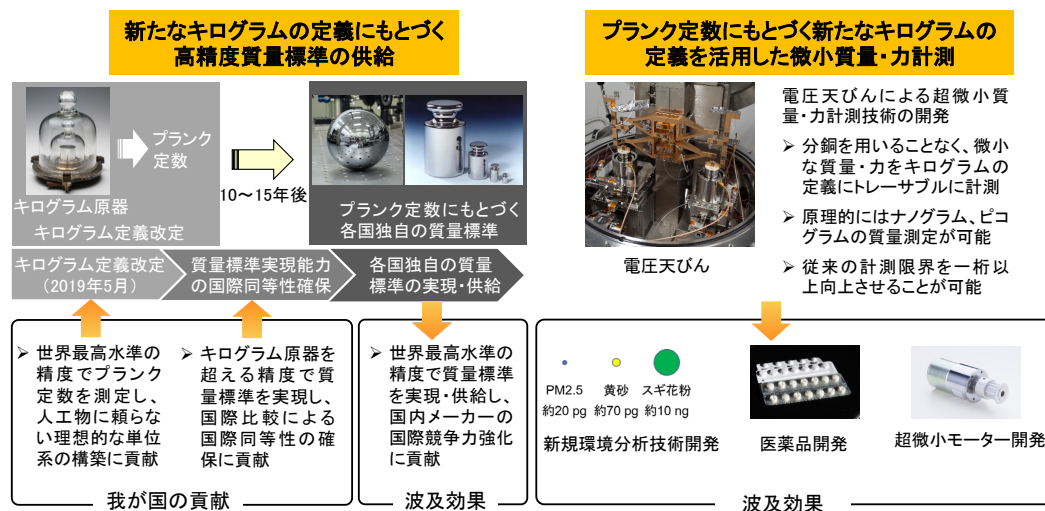 新たなキログラムの定義にもとづく
高精度質量標準の供給
プランク
定数
キログラム原器
キログラム定義改定
10～15年後
プランク定数にもとづく
各国独自の質量標準
キログラム定義改定
（2019年5月）
質量標準実現能力
の国際同等性確保
各国独自の質量
標準の実現・供給
➢ 世界最高水準の
精度でプランク
定数を測定し、
人工物に頼らな
い理想的な単位
系の構築に貢献
➢ キログラム原器を
超える精度で質
量標準を実現し、
国際比較による
国際同等性の確
保に貢献
我が国の貢献
➢ 世界最高水準の
精度で質量標準
を実現・供給し、
国内メーカーの
国際競争力強化
に貢献
波及効果
プランク定数にもとづく新たなキログラムの
定義を活用した微小質量・力計測
電圧天びん
電圧天びんによる超微小質
量・力計測技術の開発
➢ 分銅を用いることなく、微小
な質量・力をキログラムの
定義にトレーサブルに計測
➢ 原理的にはナノグラム、ピコ
グラムの質量測定が可能
➢ 従来の計測限界を一桁以
上向上させることが可能
PM2.5 黄砂 スギ花粉
約20 pg 約70 pg 約10 ng
新規環境分析技術開発
医薬品開発
超微小モーター開発
波及効果